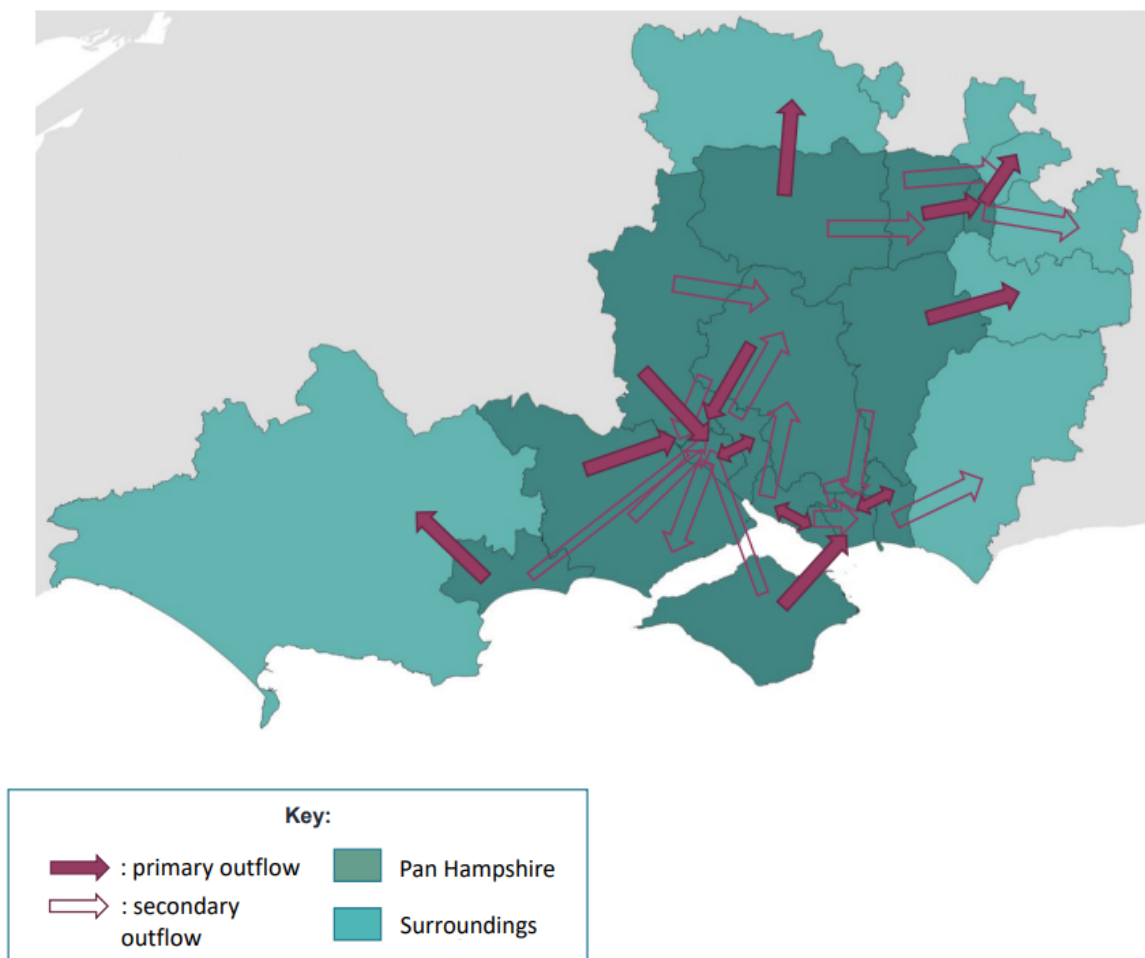 Key:
: primary outflow
Pan Hampshire
: secondary
outflow
Surroundings